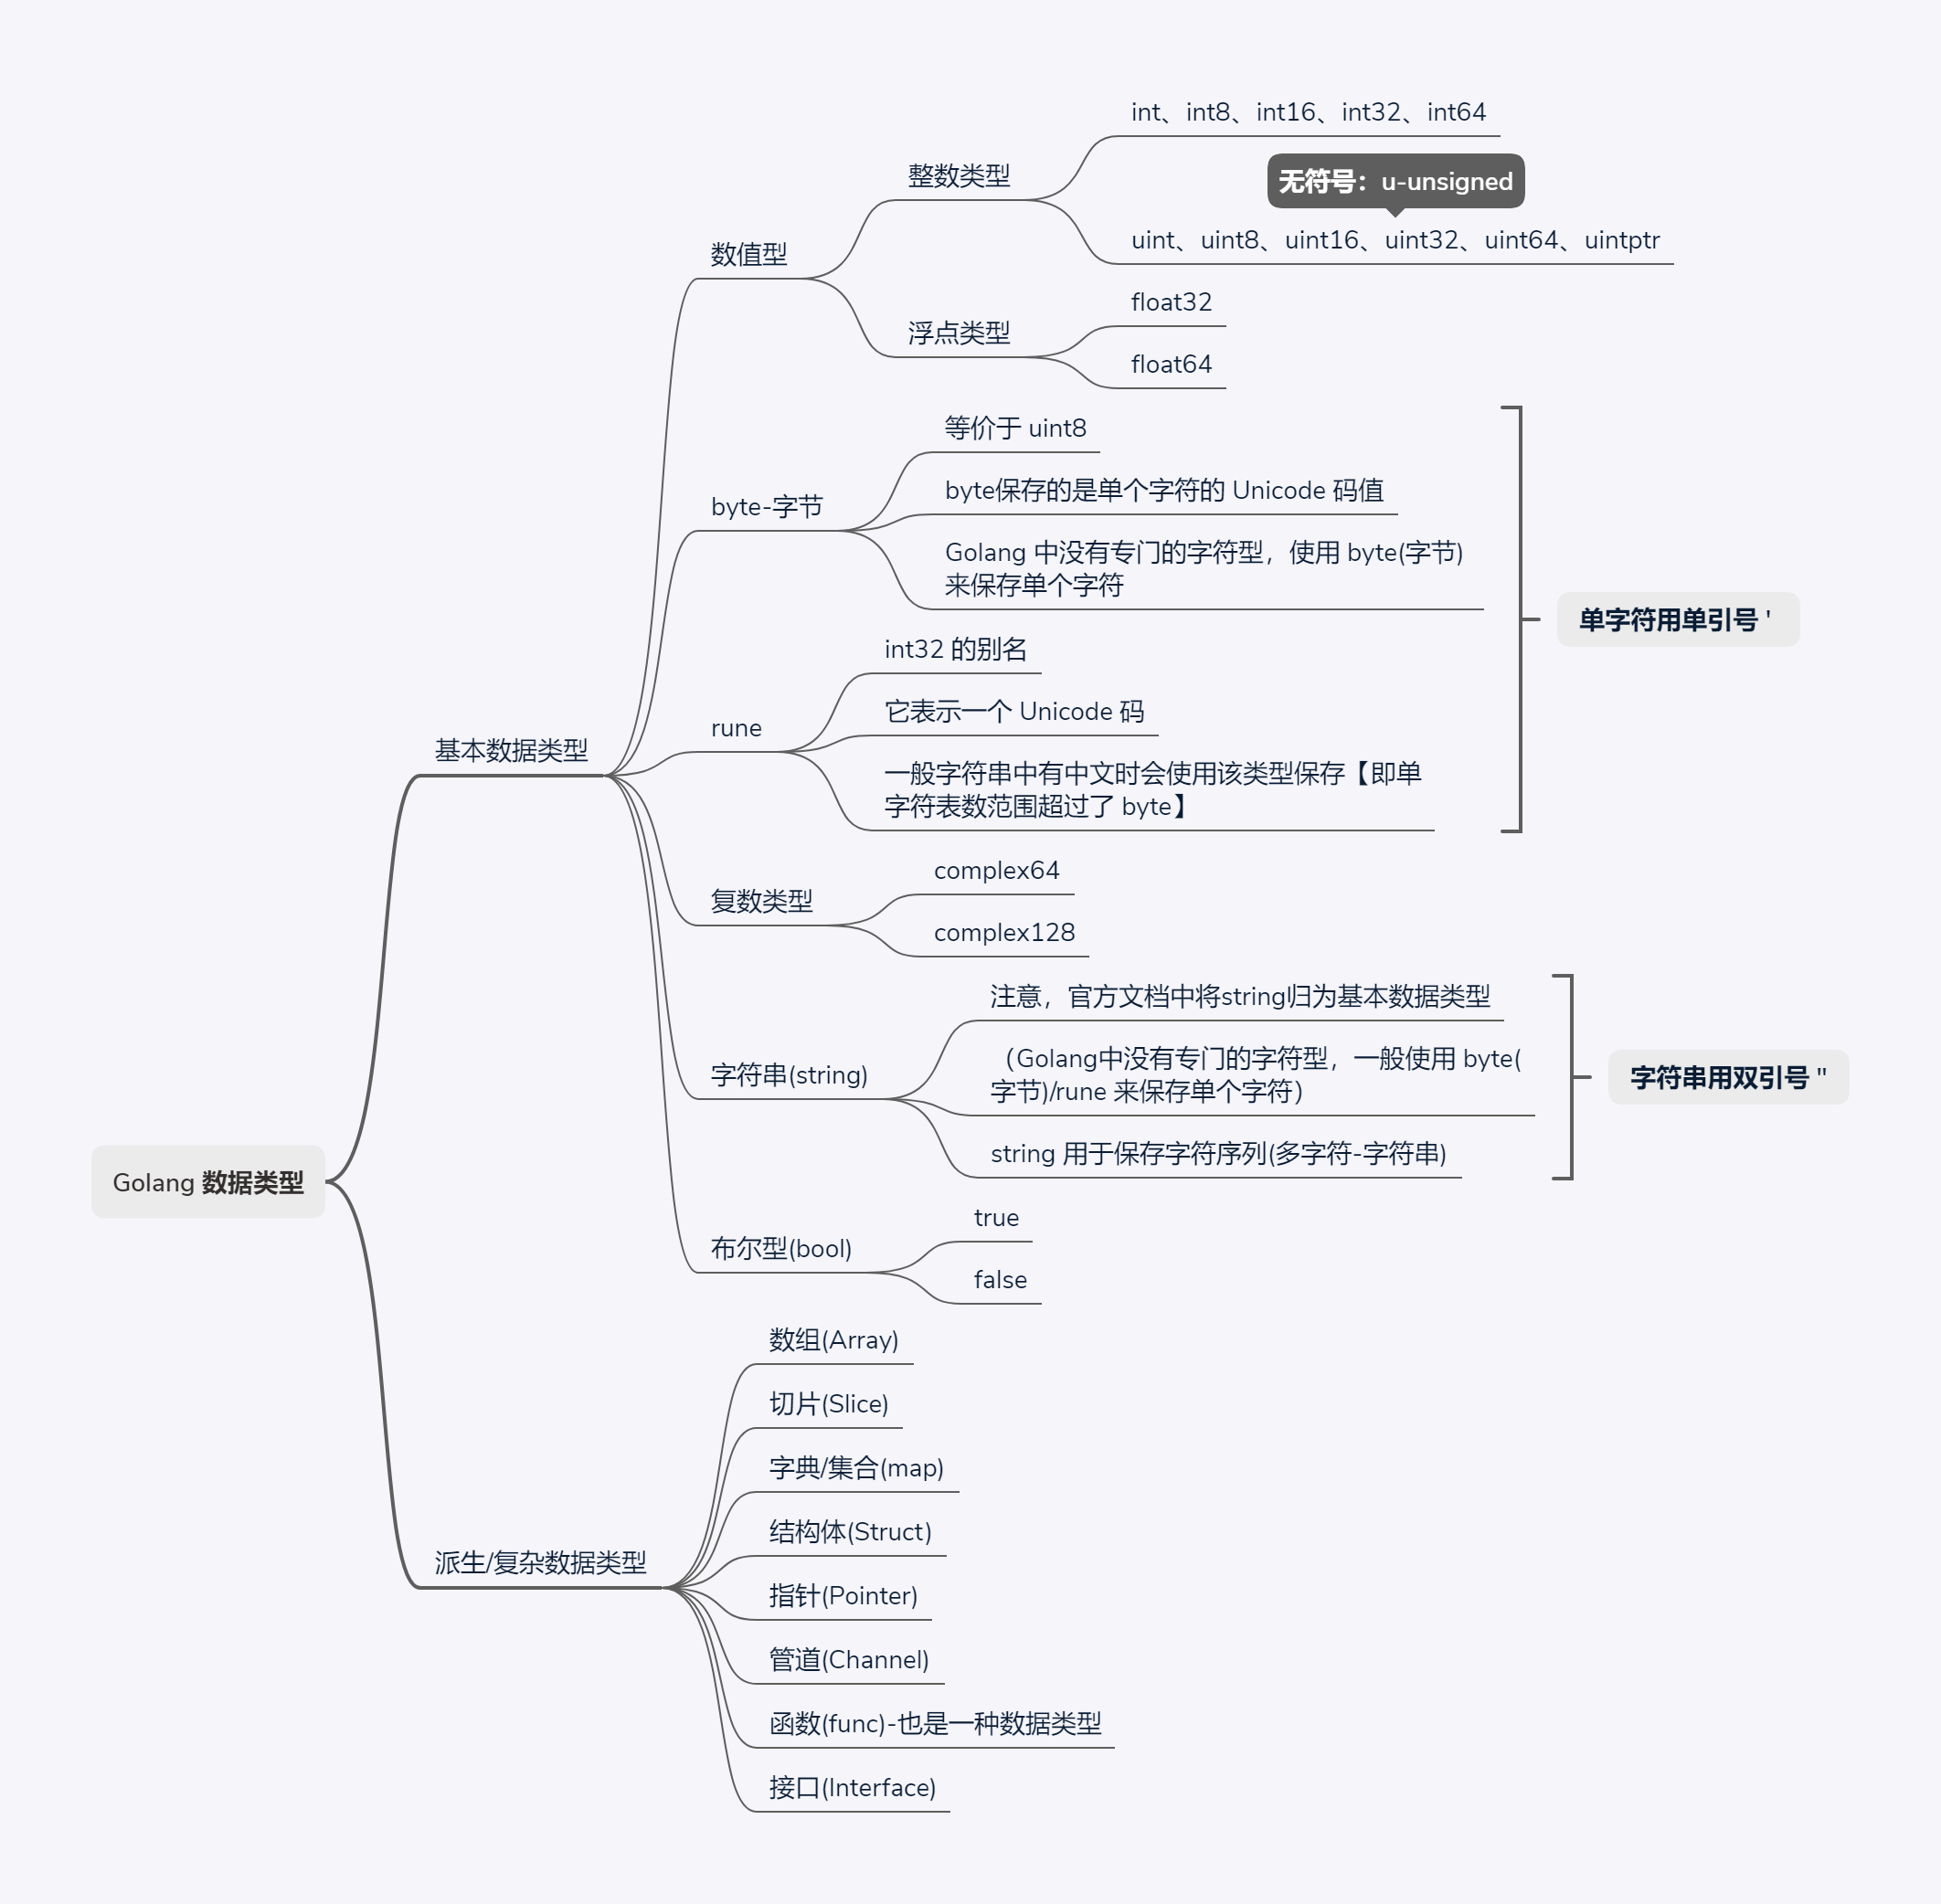 Golang 数据类型
基本数据类型
数值型
整数类型
int、int8、int16、int32、int64
无符号：u-unsigned
uint、uint8、uint16、uint32、uint64、uintptr
浮点类型
float32
float64
byte-字节
等价于 uint8
byte保存的是单个字符的 Unicode 码值
Golang 中没有专门的字符型，使用 byte(字节)
来保存单个字符
rune
int32 的别名
它表示一个 Unicode 码
一般字符串中有中文时会使用该类型保存【即单
字符表数范围超过了 byte】
单字符用单引号 '
复数类型
complex64
complex128
字符串(string)
注意，官方文档中将string归为基本数据类型
（Golang中没有专门的字符型，一般使用 byte(
字节)/rune 来保存单个字符）
string 用于保存字符序列(多字符-字符串)
字符串用双引号 "
布尔型(bool)
true
false
派生/复杂数据类型
数组(Array)
切片(Slice)
字典/集合(map)
结构体(Struct)
指针(Pointer)
管道(Channel)
函数(func)-也是一种数据类型
接口(Interface)